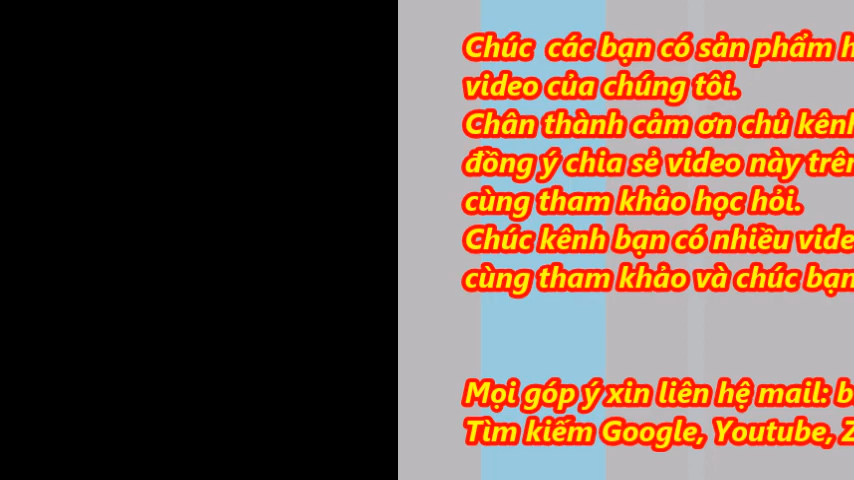 Chúc  các bạn có sản phẩm
video của chúng tôi.
Chân thành cảm ơn chủ kênh
đồng ý chia sẻ video này trên
cùng tham khảo học hỏi.
Chúc kênh bạn có nhiều
cùng tham khảo và chúc bạn
Mọi góp ý xin liên hệ mail:
Tìm kiếm Google, Youtube,